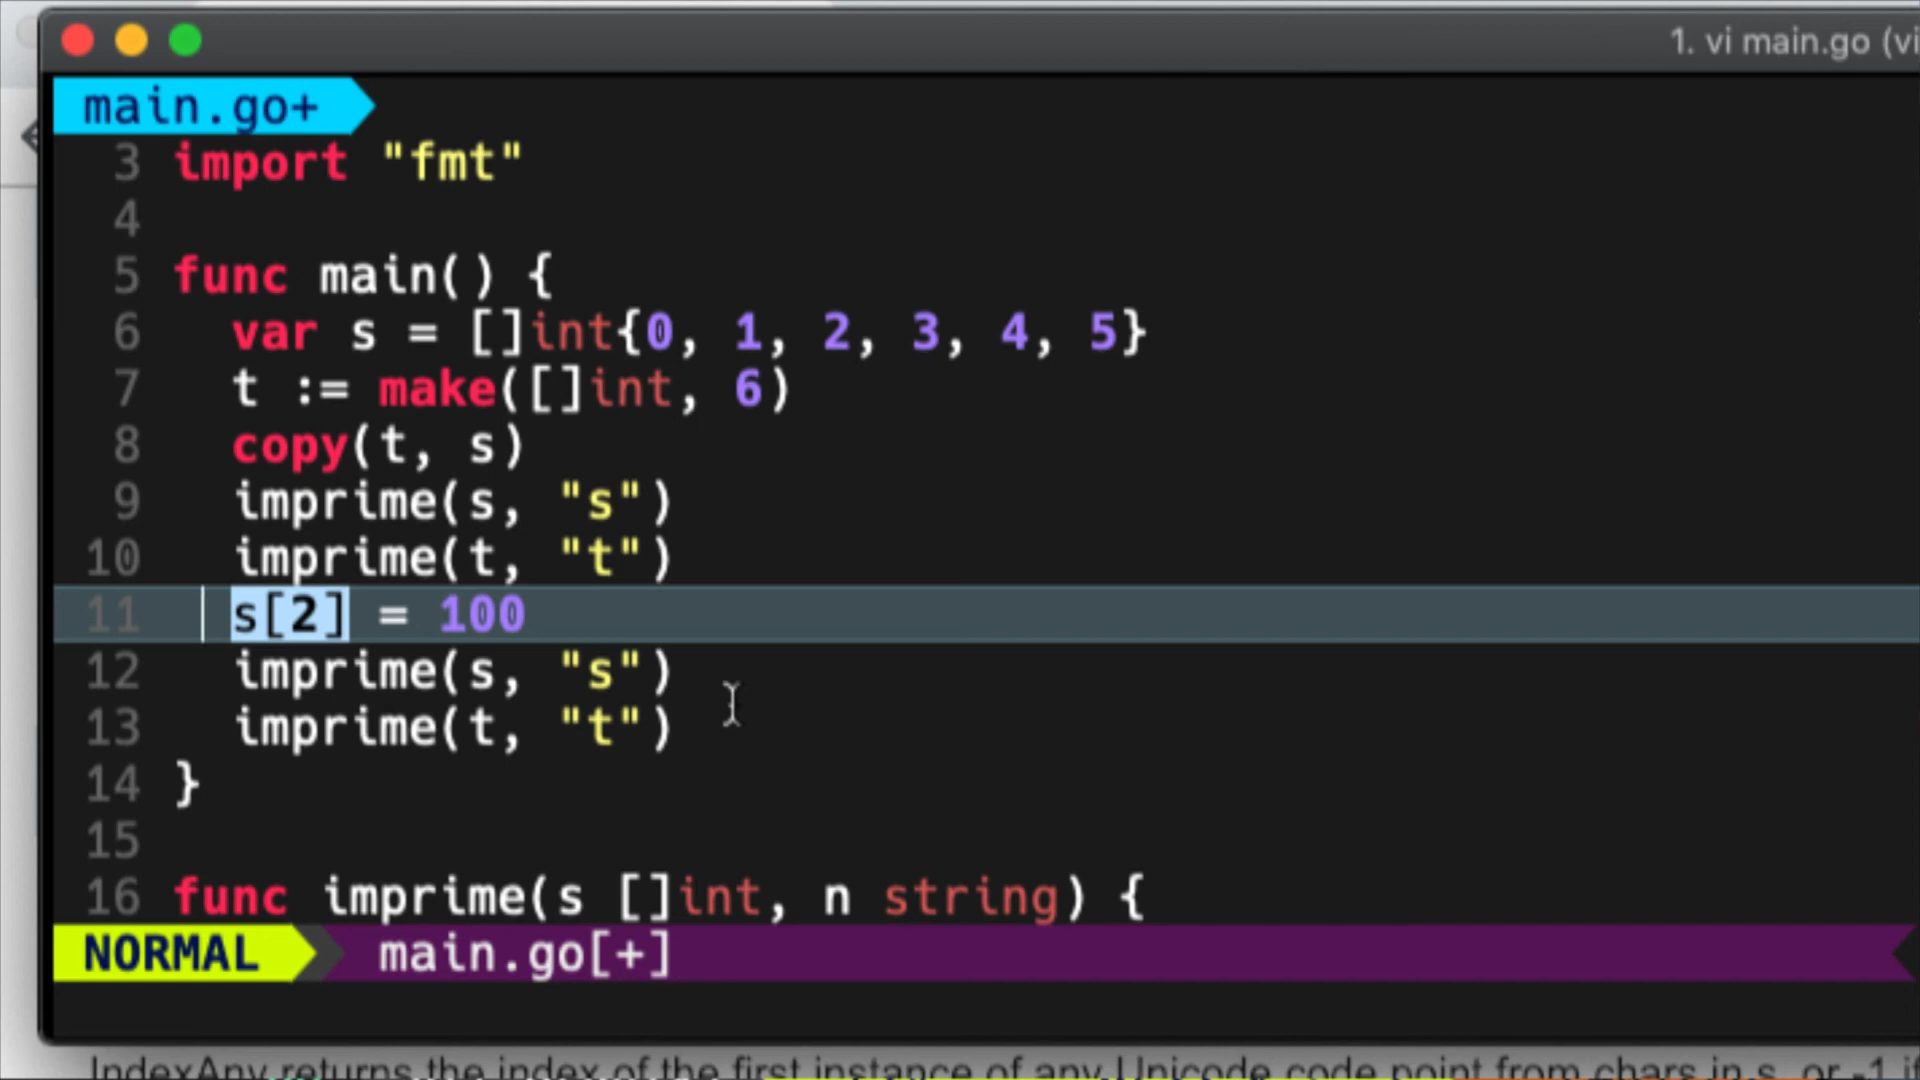 1. vi main.go (vi
main.go+
3 import "fmt"
4
5 func main() {
6 var s = []int{0, 1, 2, 3, 4, 5}
7 t := make([]int, 6)
8 copy(t, s)
9 imprime(s, "s")
10 imprime(t, "t")
11 s[2] = 100
12 imprime(s, "s")
13 imprime(t, "t")
14 }
15
16 func imprime(s []int, n string) {
NORMAL main.go[+]
IndexAny returns the index of the first instance of any Unicode code point from chars in s, or -1 if